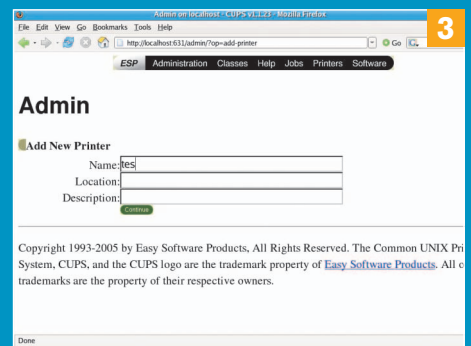 Admin on localhost - CUPS v1.1.23 - Mozilla Firefox
File Edit View Go Bookmarks Tools Help
http://localhost:631/admin/?op=add-printer
Go
3
ESP Administration Classes Help Jobs Printers Software
Admin
Add New Printer
Name: tes
Location:
Description:
Continue
Copyright 1993-2005 by Easy Software Products, All Rights Reserved. The Common UNIX Pri
System, CUPS, and the CUPS logo are the trademark property of Easy Software Products. All o
trademarks are the property of their respective owners.
Done